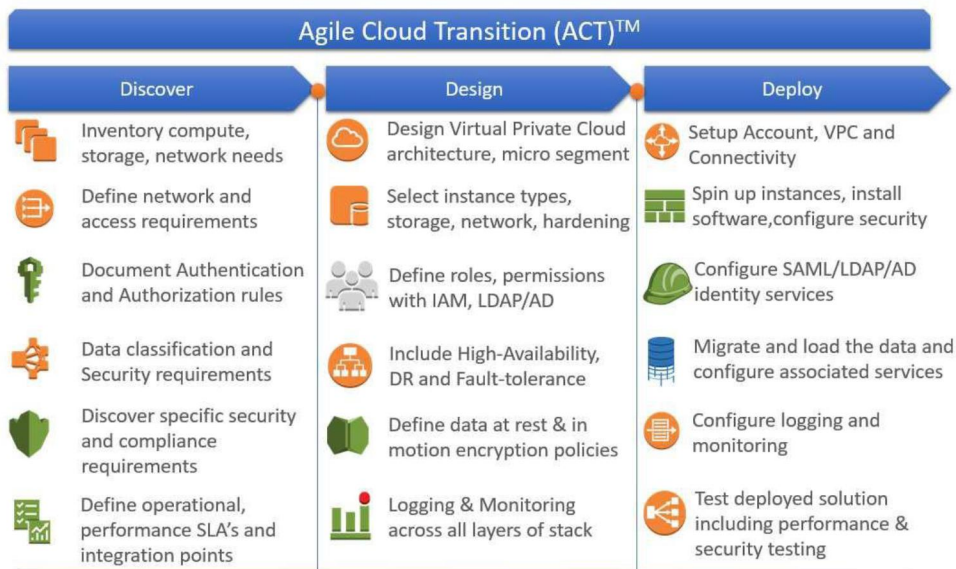 Agile Cloud Transition (ACT)TM
Discover
Inventory compute,
storage, network needs
Define network and
access requirements
Document Authentication
and Authorization rules
Data classification and
Security requirements
Discover specific security
and compliance
requirements
Define operational,
performance SLA's and
integration points
Design
Design Virtual Private Cloud
architecture, micro segment
Select instance types,
storage, network, hardening
Define roles, permissions
with IAM, LDAP/AD
Include High-Availability,
DR and Fault-tolerance
Define data at rest & in
motion encryption policies
Logging & Monitoring
across all layers of stack
Deploy
Setup Account, VPC and
Connectivity
Spin up instances, install
software,configure security
Configure SAML/LDAP/AD
identity services
Migrate and load the data and
configure associated services
Configure logging and
monitoring
Test deployed solution
including performance &
security testing